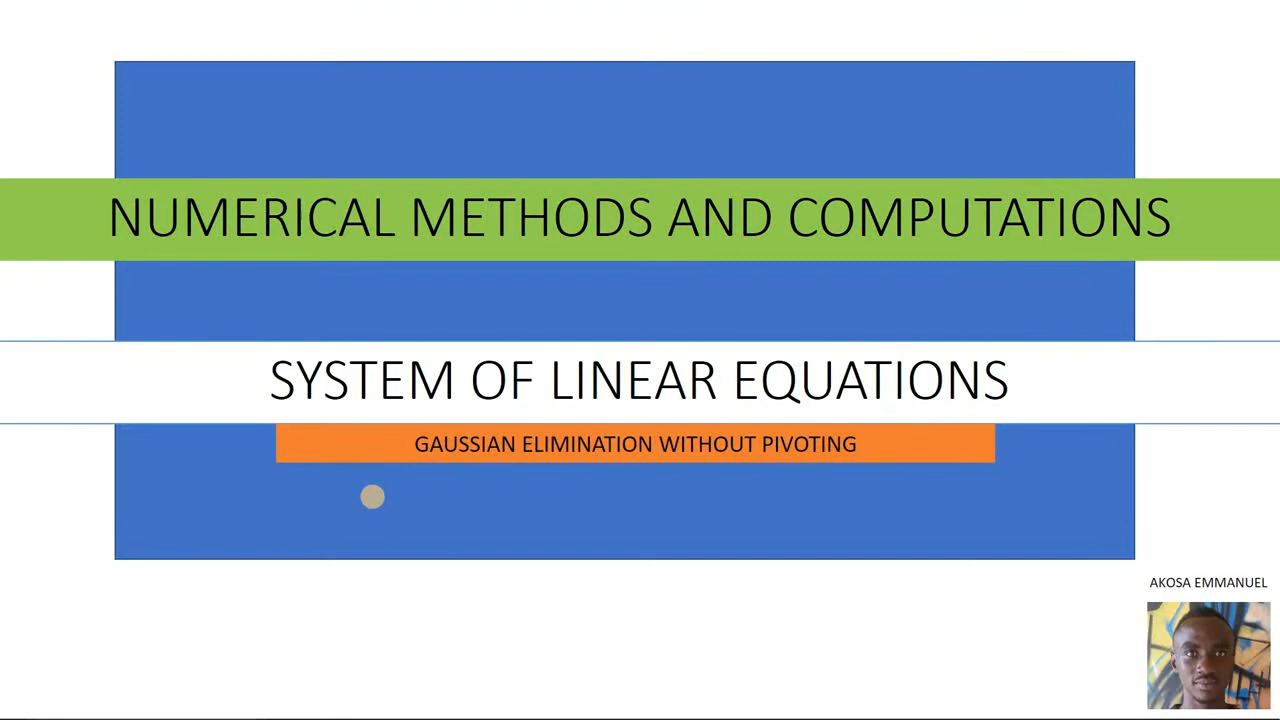 NUMERICAL METHODS AND COMPUTATIONS
SYSTEM OF LINEAR EQUATIONS
GAUSSIAN ELIMINATION WITHOUT PIVOTING
AKOSA EMMANUEL